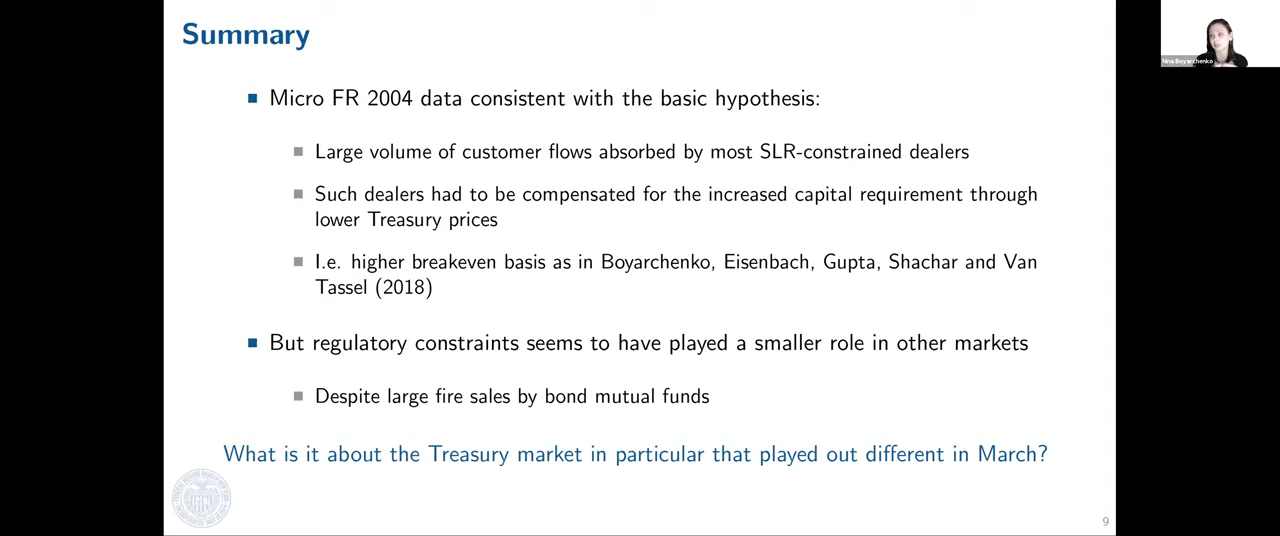 Summary
Nina Boyarchenko
Micro FR 2004 data consistent with the basic hypothesis:
Large volume of customer flows absorbed by most SLR-constrained dealers
Such dealers had to be compensated for the increased capital requirement through
lower Treasury prices
I.e. higher breakeven basis as in Boyarchenko, Eisenbach, Gupta, Shachar and Van
Tassel (2018)
But regulatory constraints seems to have played a smaller role in other markets
Despite large fire sales by bond mutual funds
What is it about the Treasury market in particular that played out different in March?
9